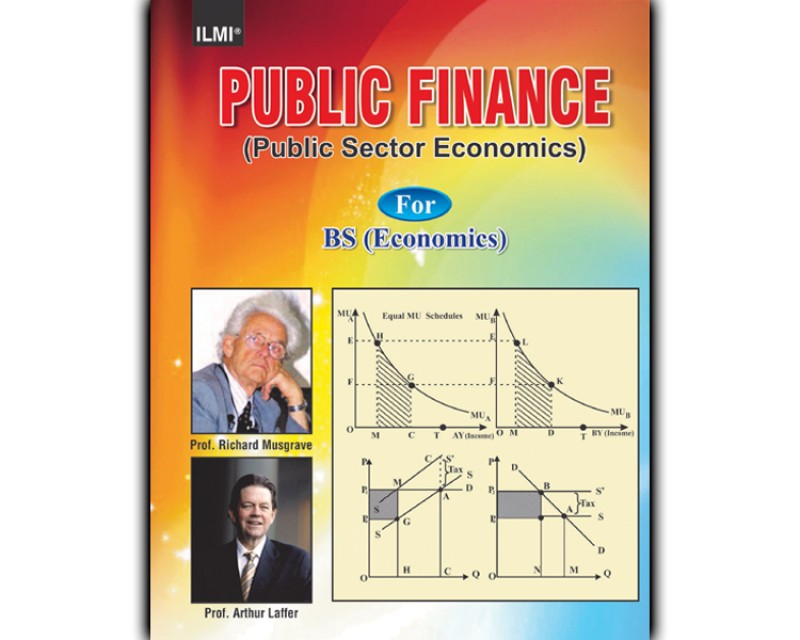 ILMI®
PUBLIC FINANCE
(Public Sector Economics)
For
BS (Economics)
Prof. Richard Musgrave
Prof. Arthur Laffer
MU A
Equal MU Schedules
E
H
F
G
MU A
O
M
C
T
AY(Income)
MU B
E
L
F
K
MU B
O
M
D
T
BY (Income)
P
C
S'
Tax
S
M
D
P
A
S
G
S
O
H
C
Q
P
D
B
S'
P
Tax
A
S
D
O
N
M
Q